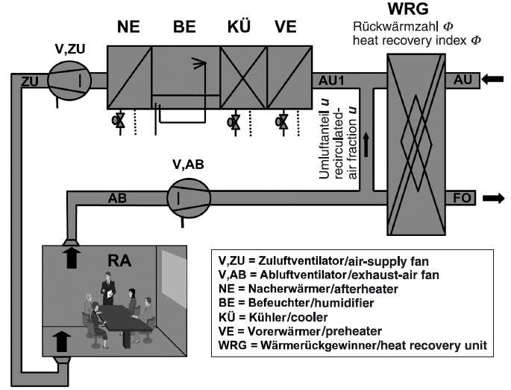 WRG
Rückwärmzahl Φ
heat recovery index Φ
NE BE KÜ VE
V,ZU
ZU
AU1
AU
Umluftanteil u
recirculated-
air fraction u
V,AB
AB
FO
RA
V,ZU = Zuluftventilator/air-supply fan
V,AB = Abluftventilator/exhaust-air fan
NE = Nacherwärmer/afterheater
BE = Befeuchter/humidifier
KÜ = Kühler/cooler
VE = Vorerwärmer/preheater
WRG = Wärmerückgewinner/heat recovery unit